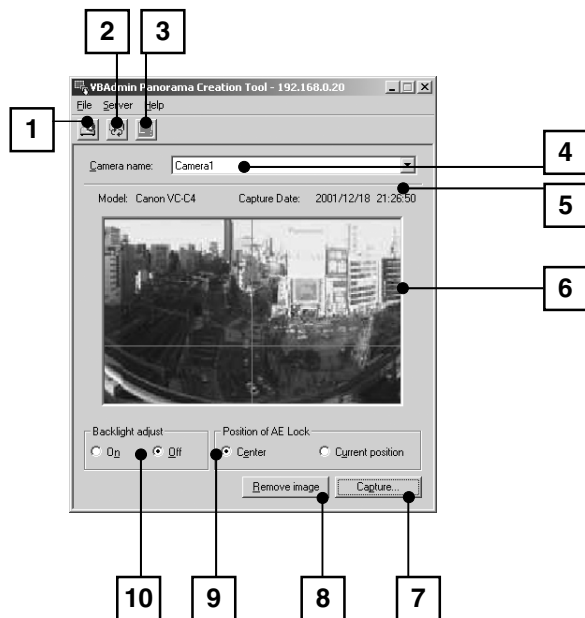 2 3
VBAdmin Panorama Creation Tool - 192.168.0.20
File Server Help
1
Camera name: Camera1
4
5
Model: Canon VC-C4 Capture Date: 2001/12/18 21:26:50
6
Backlight adjust Position of AE Lock
On Off Center Current position
Remove image Capture...
10 9 8 7